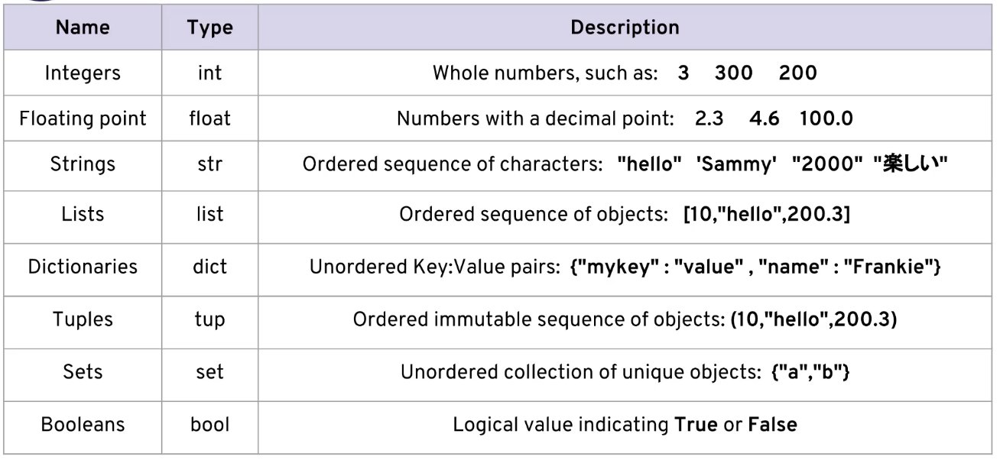 Name Type Description
Integers int Whole numbers, such as: 3 300 200
Floating point float Numbers with a decimal point: 2.3 4.6 100.0
Strings str Ordered sequence of characters: "hello" 'Sammy' "2000" "楽しい"
Lists list Ordered sequence of objects: [10,"hello",200.3]
Dictionaries dict Unordered Key:Value pairs: {"mykey" : "value" , "name" : "Frankie"}
Tuples tup Ordered immutable sequence of objects: (10,"hello",200.3)
Sets set Unordered collection of unique objects: {"a","b"}
Booleans bool Logical value indicating True or False